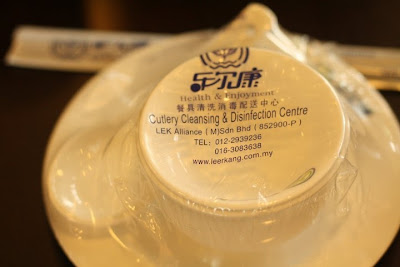 乐尔康
Health & Enjoyment
餐具清洗消毒配送中心
Cutlery Cleansing & Disinfection Centre
LEK Alliance (M)Sdn Bhd (852900-P)
TEL: 012-2939236
016-3083638
www.leerkang.com.my